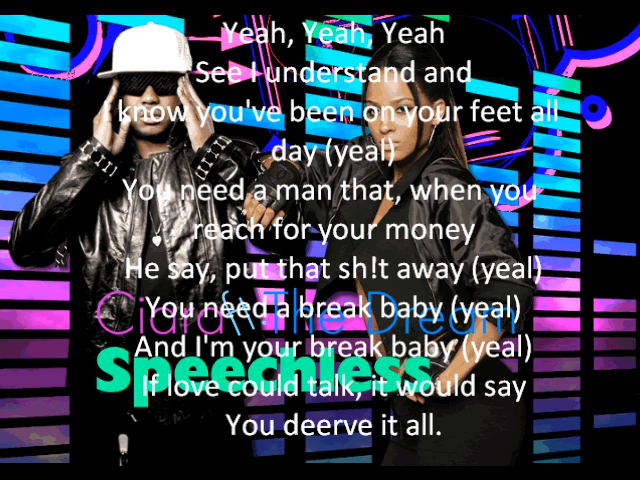 Yeah, Yeah, Yeah
See I understand and
i know you've been on your feet all
day (yeal)
You need a man that, when you
reach for your money
He say, put that sh!t away (yeal)
You need a break baby (yeal)
And I'm your break baby (yeal)
If love could talk, it would say
You deerve it all.
Ciara ft. The Dream
Speechless